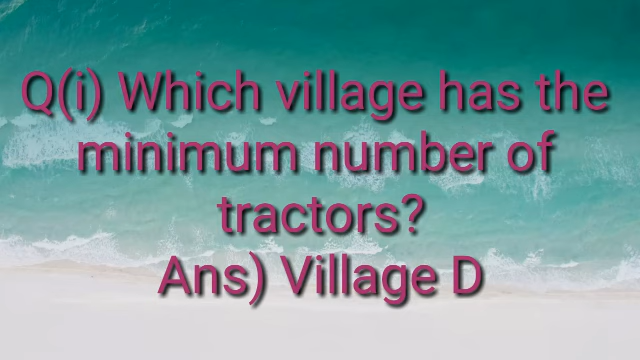 Q(i) Which village has the
minimum number of
tractors?
Ans) Village D